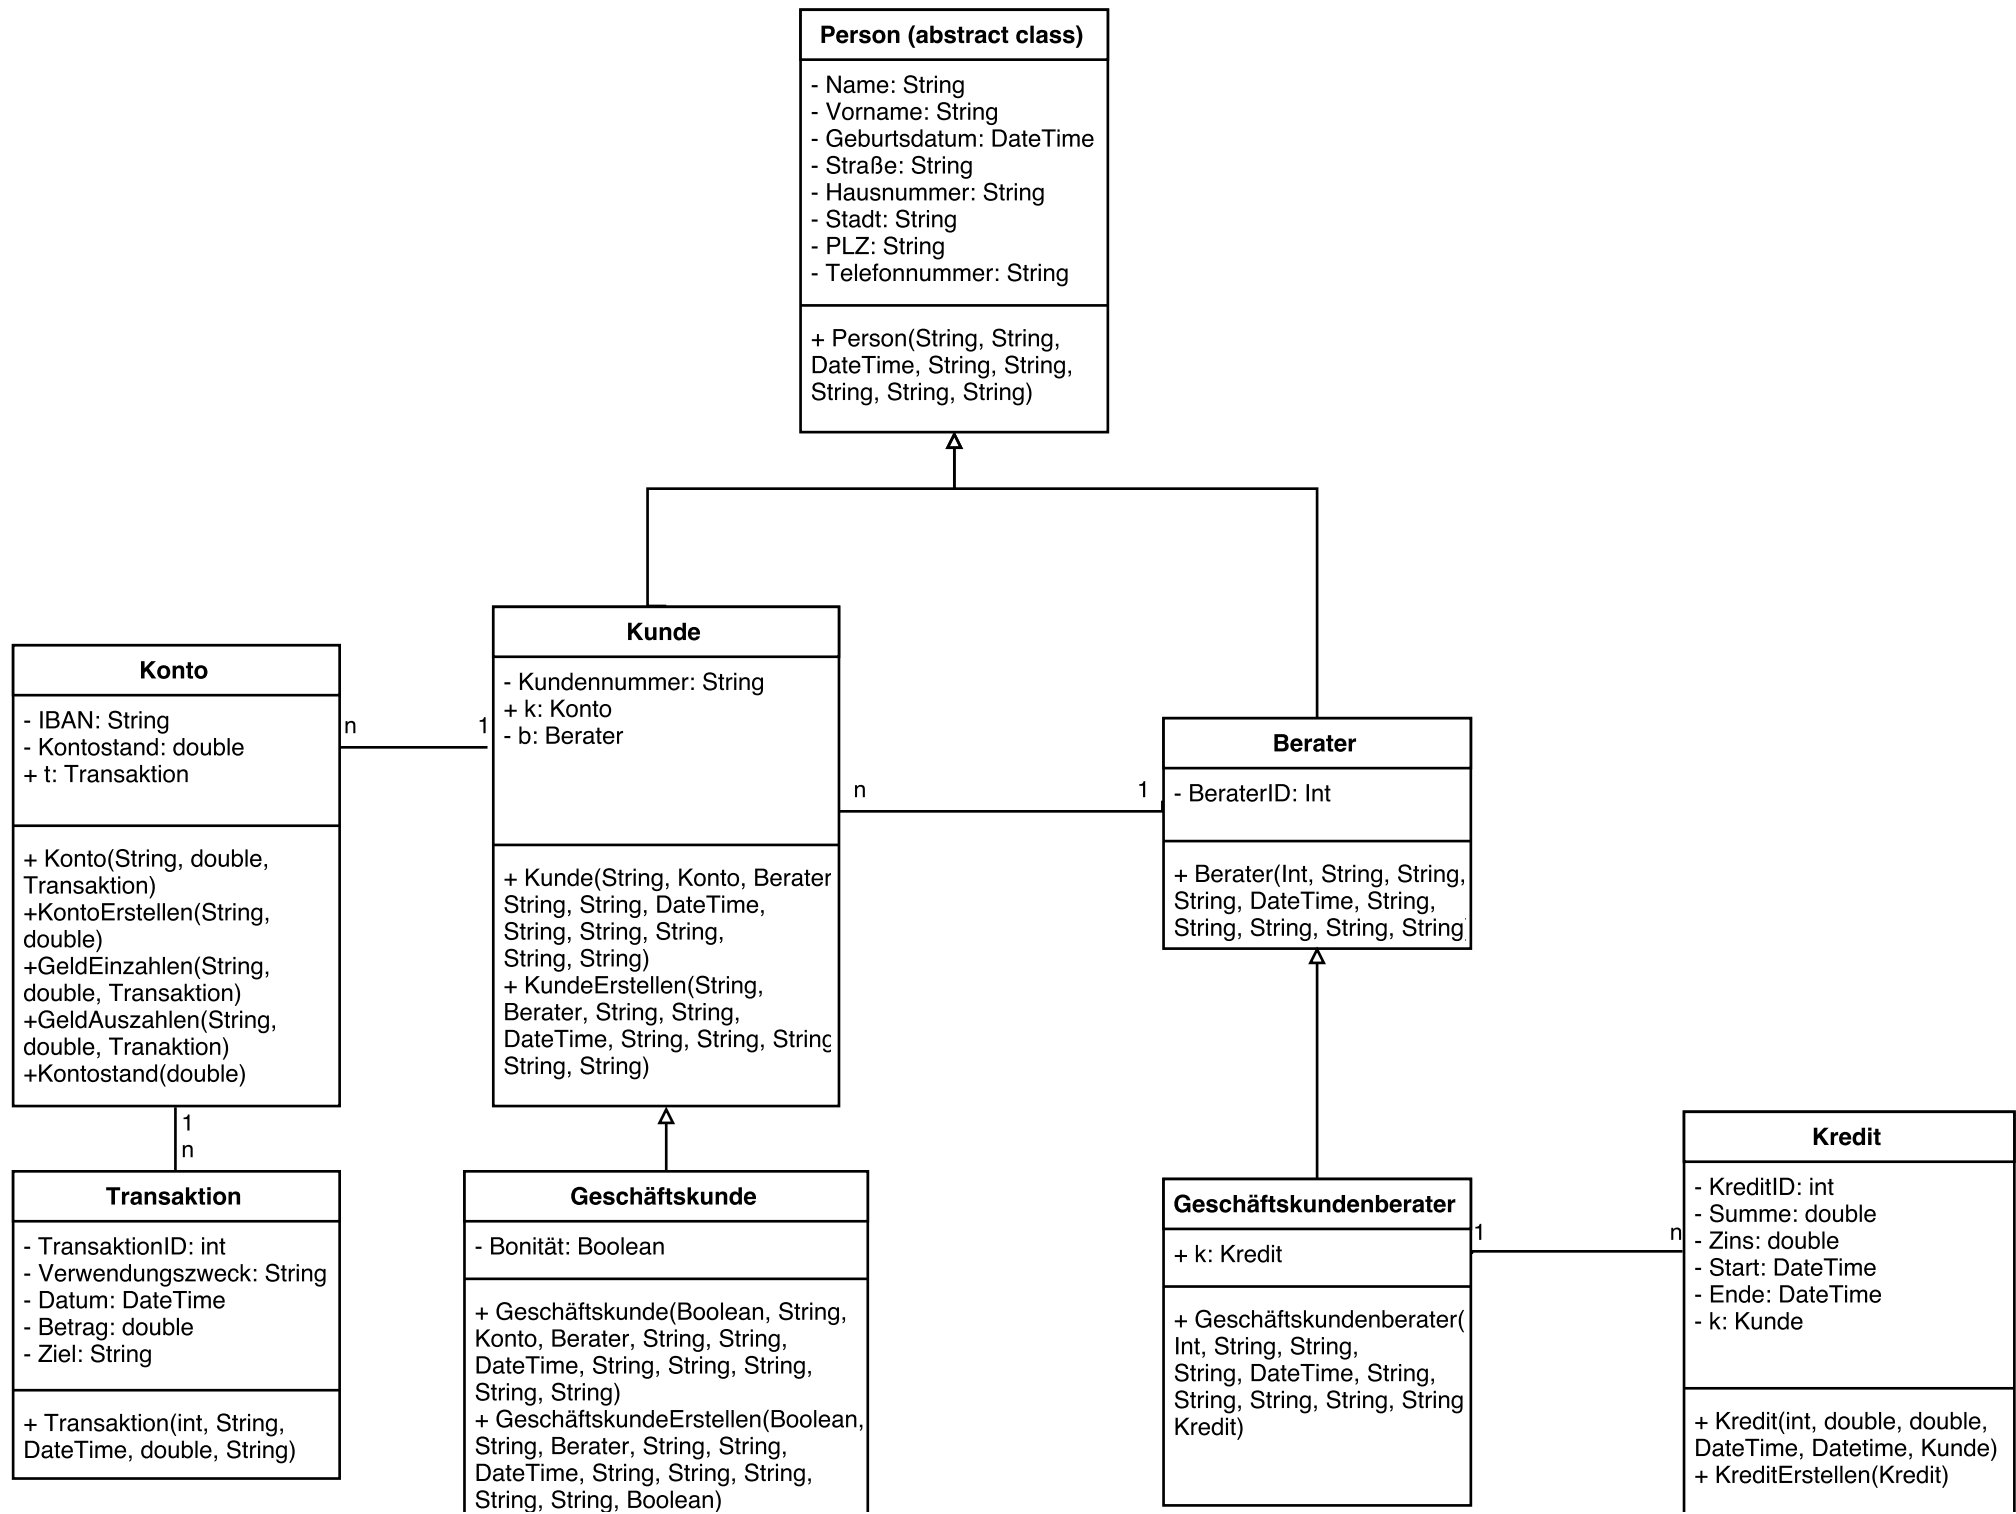 Person (abstract class)
- Name: String
- Vorname: String
- Geburtsdatum: DateTime
- Straße: String
- Hausnummer: String
- Stadt: String
- PLZ: String
- Telefonnummer: String
+ Person(String, String,
DateTime, String, String,
String, String, String)
Konto
- IBAN: String
- Kontostand: double
+ t: Transaktion
+ Konto(String, double,
Transaktion)
+KontoErstellen(String,
double)
+GeldEinzahlen(String,
double, Transaktion)
+GeldAuszahlen(String,
double, Tranaktion)
+Kontostand(double)
n
1
Kunde
- Kundennummer: String
+ k: Konto
- b: Berater
+ Kunde(String, Konto, Berater
String, String, DateTime,
String, String, String,
String, String)
+ KundeErstellen(String,
Berater, String, String,
DateTime, String, String, String
String, String)
n
1
Berater
- BeraterID: Int
+ Berater(Int, String, String,
String, DateTime, String,
String, String, String, String
1
n
Transaktion
- TransaktionID: int
- Verwendungszweck: String
- Datum: DateTime
- Betrag: double
- Ziel: String
+ Transaktion(int, String,
DateTime, double, String)
Geschäftskunde
- Bonität: Boolean
+ Geschäftskunde(Boolean, String,
Konto, Berater, String, String,
DateTime, String, String, String,
String, String)
+ GeschäftskundeErstellen(Boolean,
String, Berater, String, String,
DateTime, String, String, String,
String, String, Boolean)
Geschäftskundenberater
+ k: Kredit
+ Geschäftskundenberater(
Int, String, String,
String, DateTime, String,
String, String, String, String
Kredit)
1
n
Kredit
- KreditID: int
- Summe: double
- Zins: double
- Start: DateTime
- Ende: DateTime
- k: Kunde
+ Kredit(int, double, double,
DateTime, Datetime, Kunde)
+ KreditErstellen(Kredit)